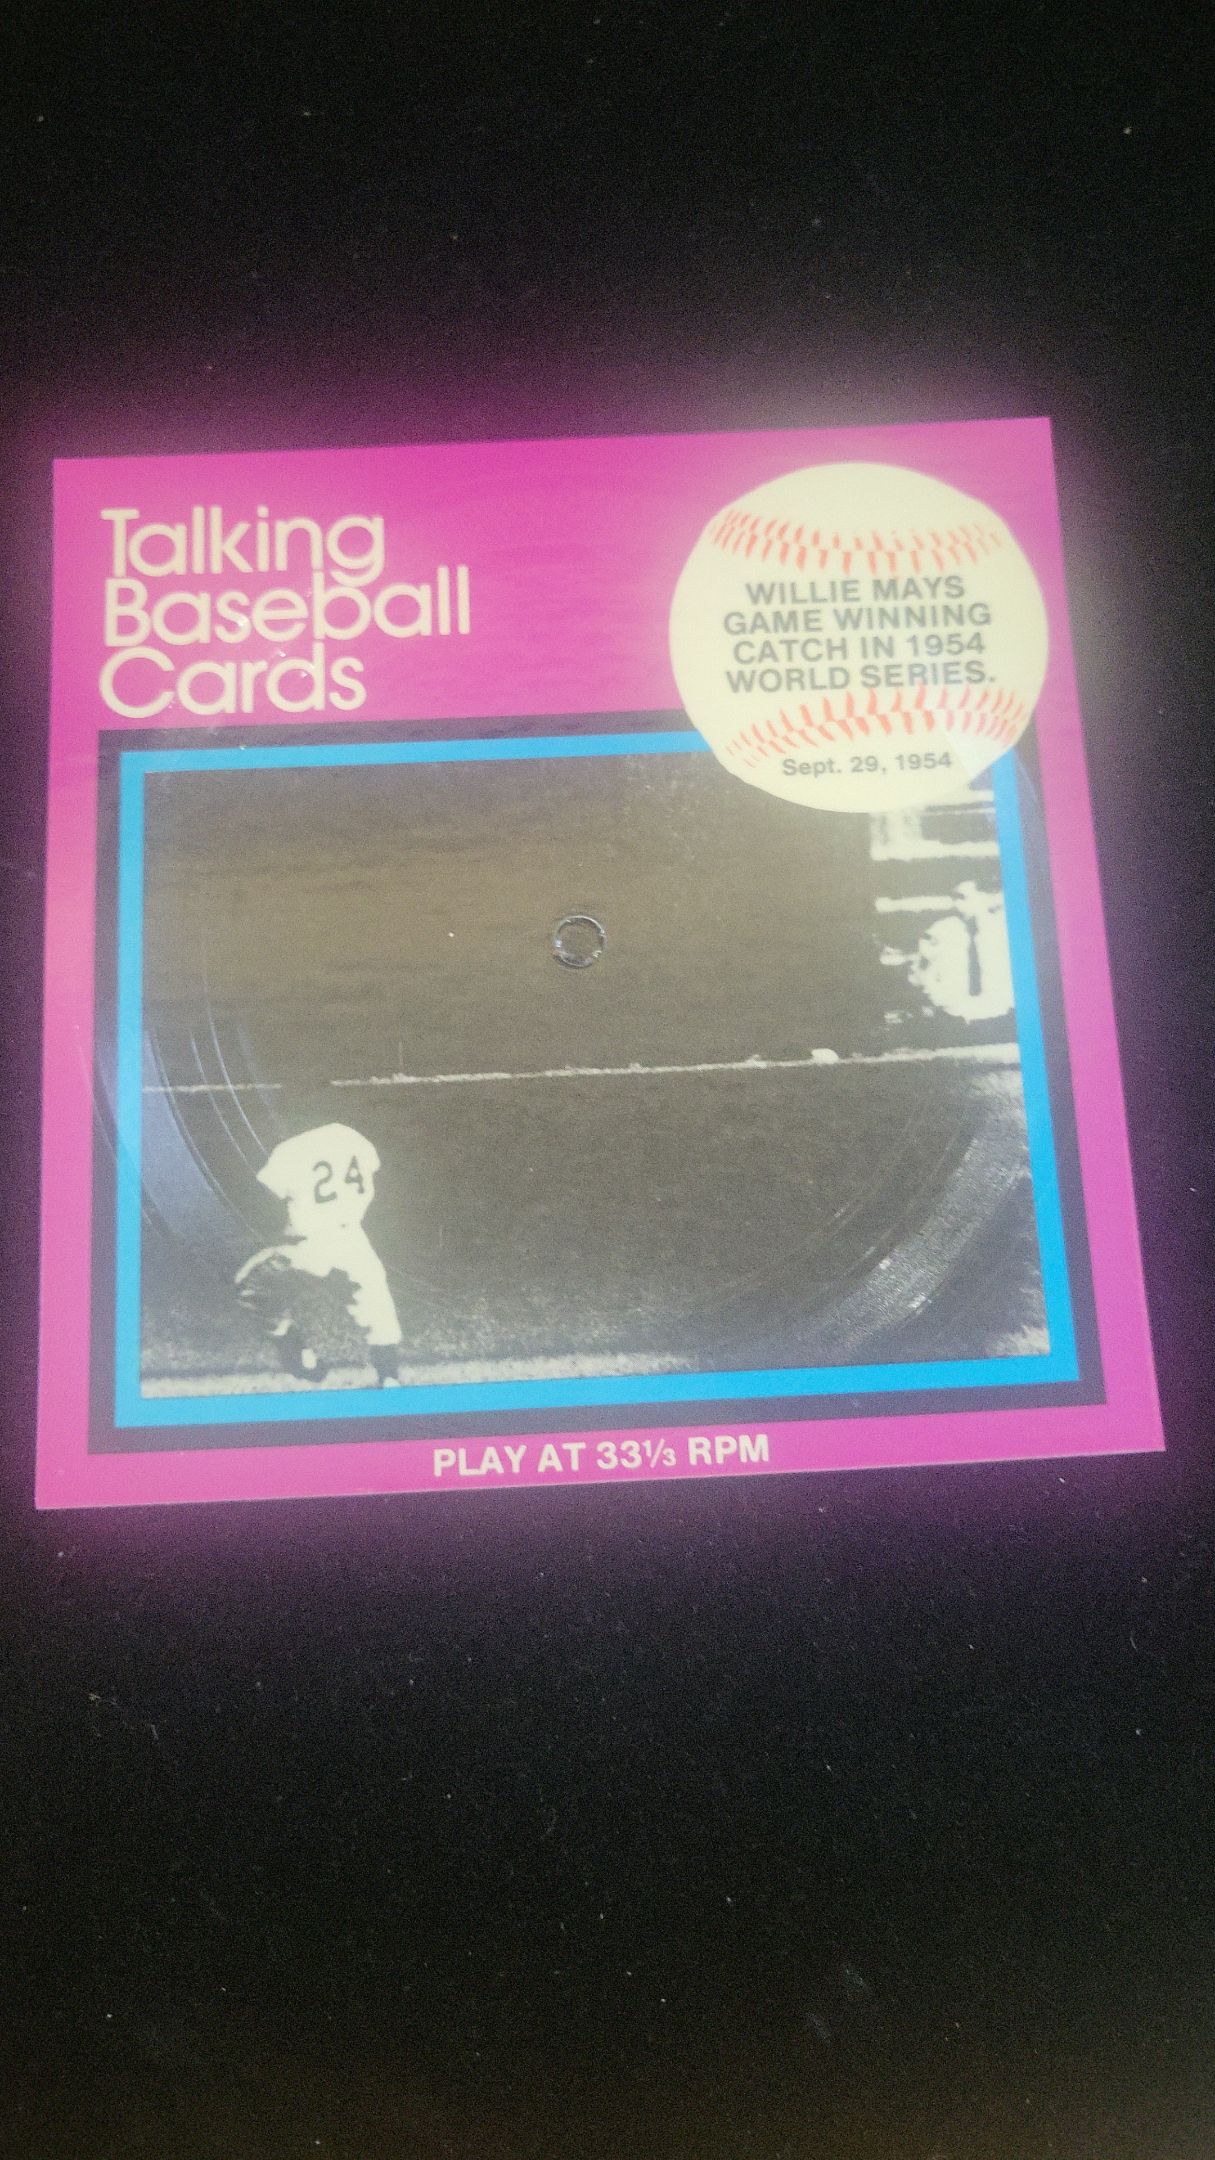 Talking
Baseball
Cards
WILLIE MAYS
GAME WINNING
CATCH IN 1954
WORLD SERIES.
Sept. 29, 1954
24
PLAY AT 33⅓ RPM